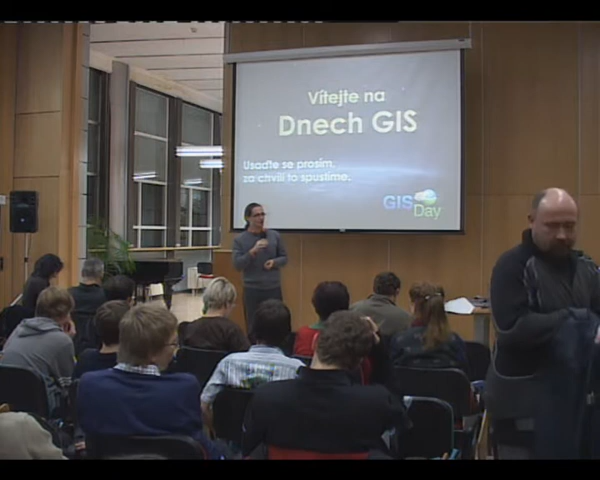 Vítejte na
Dnech GIS
Usaďte se prosím,
za chvíli to spustíme.
GIS
Day